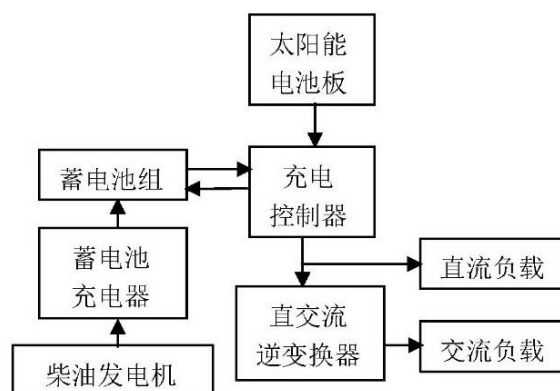 太阳能
电池板
蓄电池组
充电
控制器
蓄电池
充电器
直流负载
直交流
逆变换器
交流负载
柴油发电机